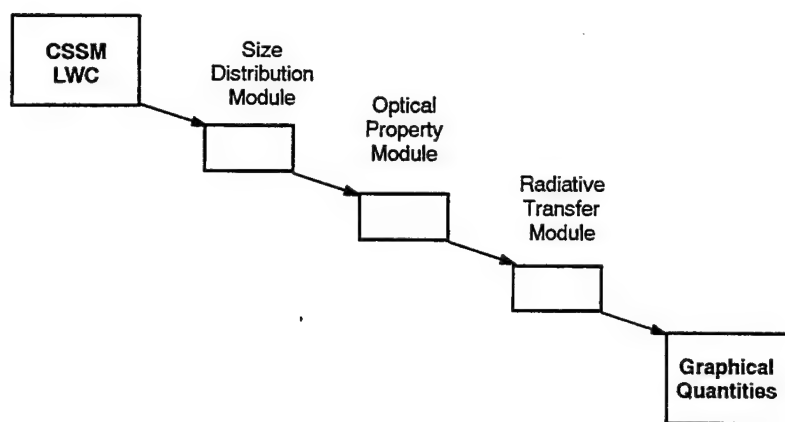 CSSM
LWC
Size
Distribution
Module
Optical
Property
Module
Radiative
Transfer
Module
Graphical
Quantities